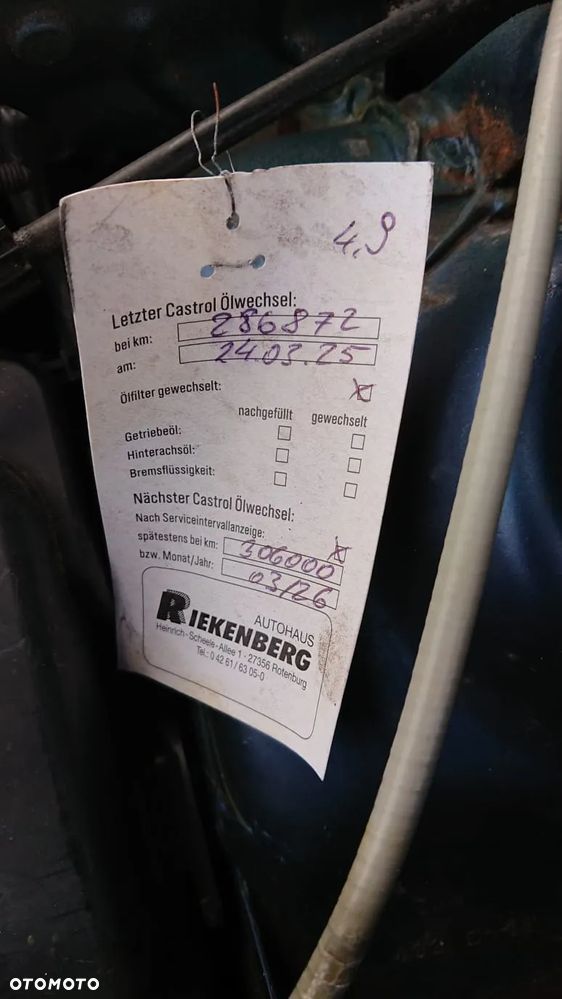 4.9
Letzter Castrol Ölwechsel:
bei km: 286872
am: 24.03.25
Ölfilter gewechselt:
nachgefüllt gewechselt
Getriebeöl:
Hinterachsöl:
Bremsflüssigkeit:
Nächster Castrol Ölwechsel:
Nach Serviceintervallanzeige:
spätestens bei km: 306000
bzw. Monat/Jahr: 03/26
AUTOHAUS
RIEKENBERG
Heinrich-Scheele-Allee 1 · 27356 Rotenburg
Tel.: 0 42 61 / 63 05-0
OTOMOTO